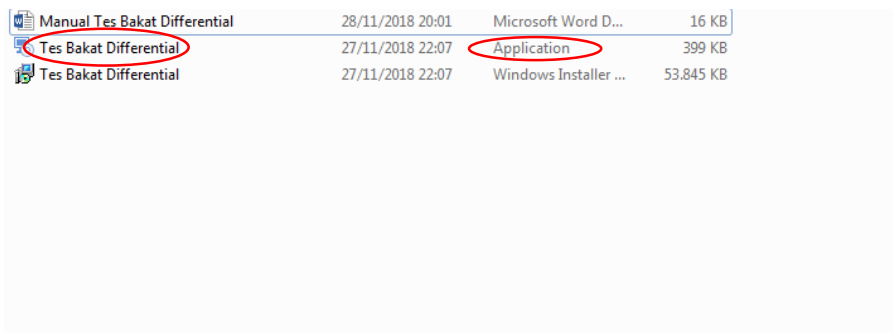 Manual Tes Bakat Differential 28/11/2018 20:01 Microsoft Word D... 16 KB
Tes Bakat Differential 27/11/2018 22:07 Application 399 KB
Tes Bakat Differential 27/11/2018 22:07 Windows Installer ... 53.845 KB